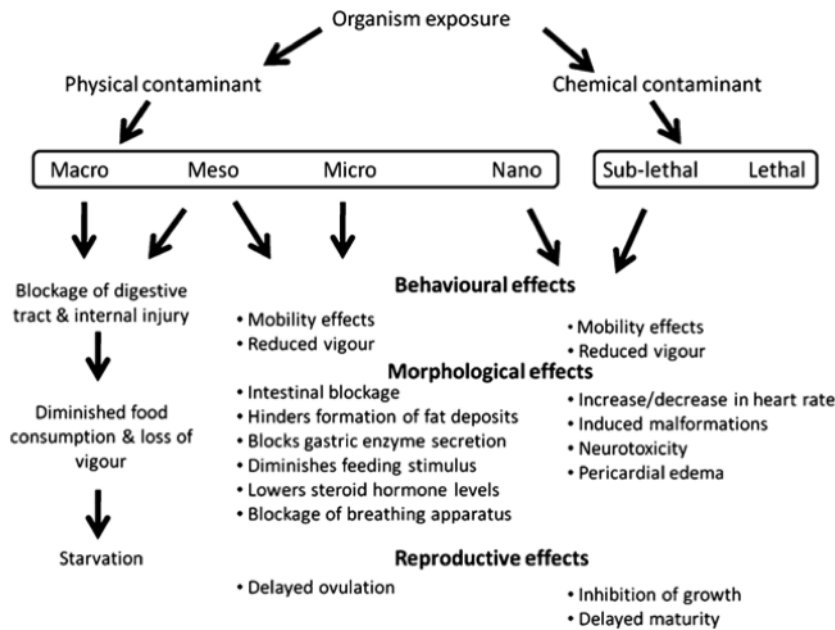 Organism exposure
Physical contaminant
Chemical contaminant
Macro Meso Micro Nano
Sub-lethal Lethal
Blockage of digestive
tract & internal injury
Diminished food
consumption & loss of
vigour
Starvation
Behavioural effects
• Mobility effects
• Reduced vigour
• Mobility effects
• Reduced vigour
Morphological effects
• Intestinal blockage
• Hinders formation of fat deposits
• Blocks gastric enzyme secretion
• Diminishes feeding stimulus
• Lowers steroid hormone levels
• Blockage of breathing apparatus
• Increase/decrease in heart rate
• Induced malformations
• Neurotoxicity
• Pericardial edema
Reproductive effects
• Delayed ovulation
• Inhibition of growth
• Delayed maturity